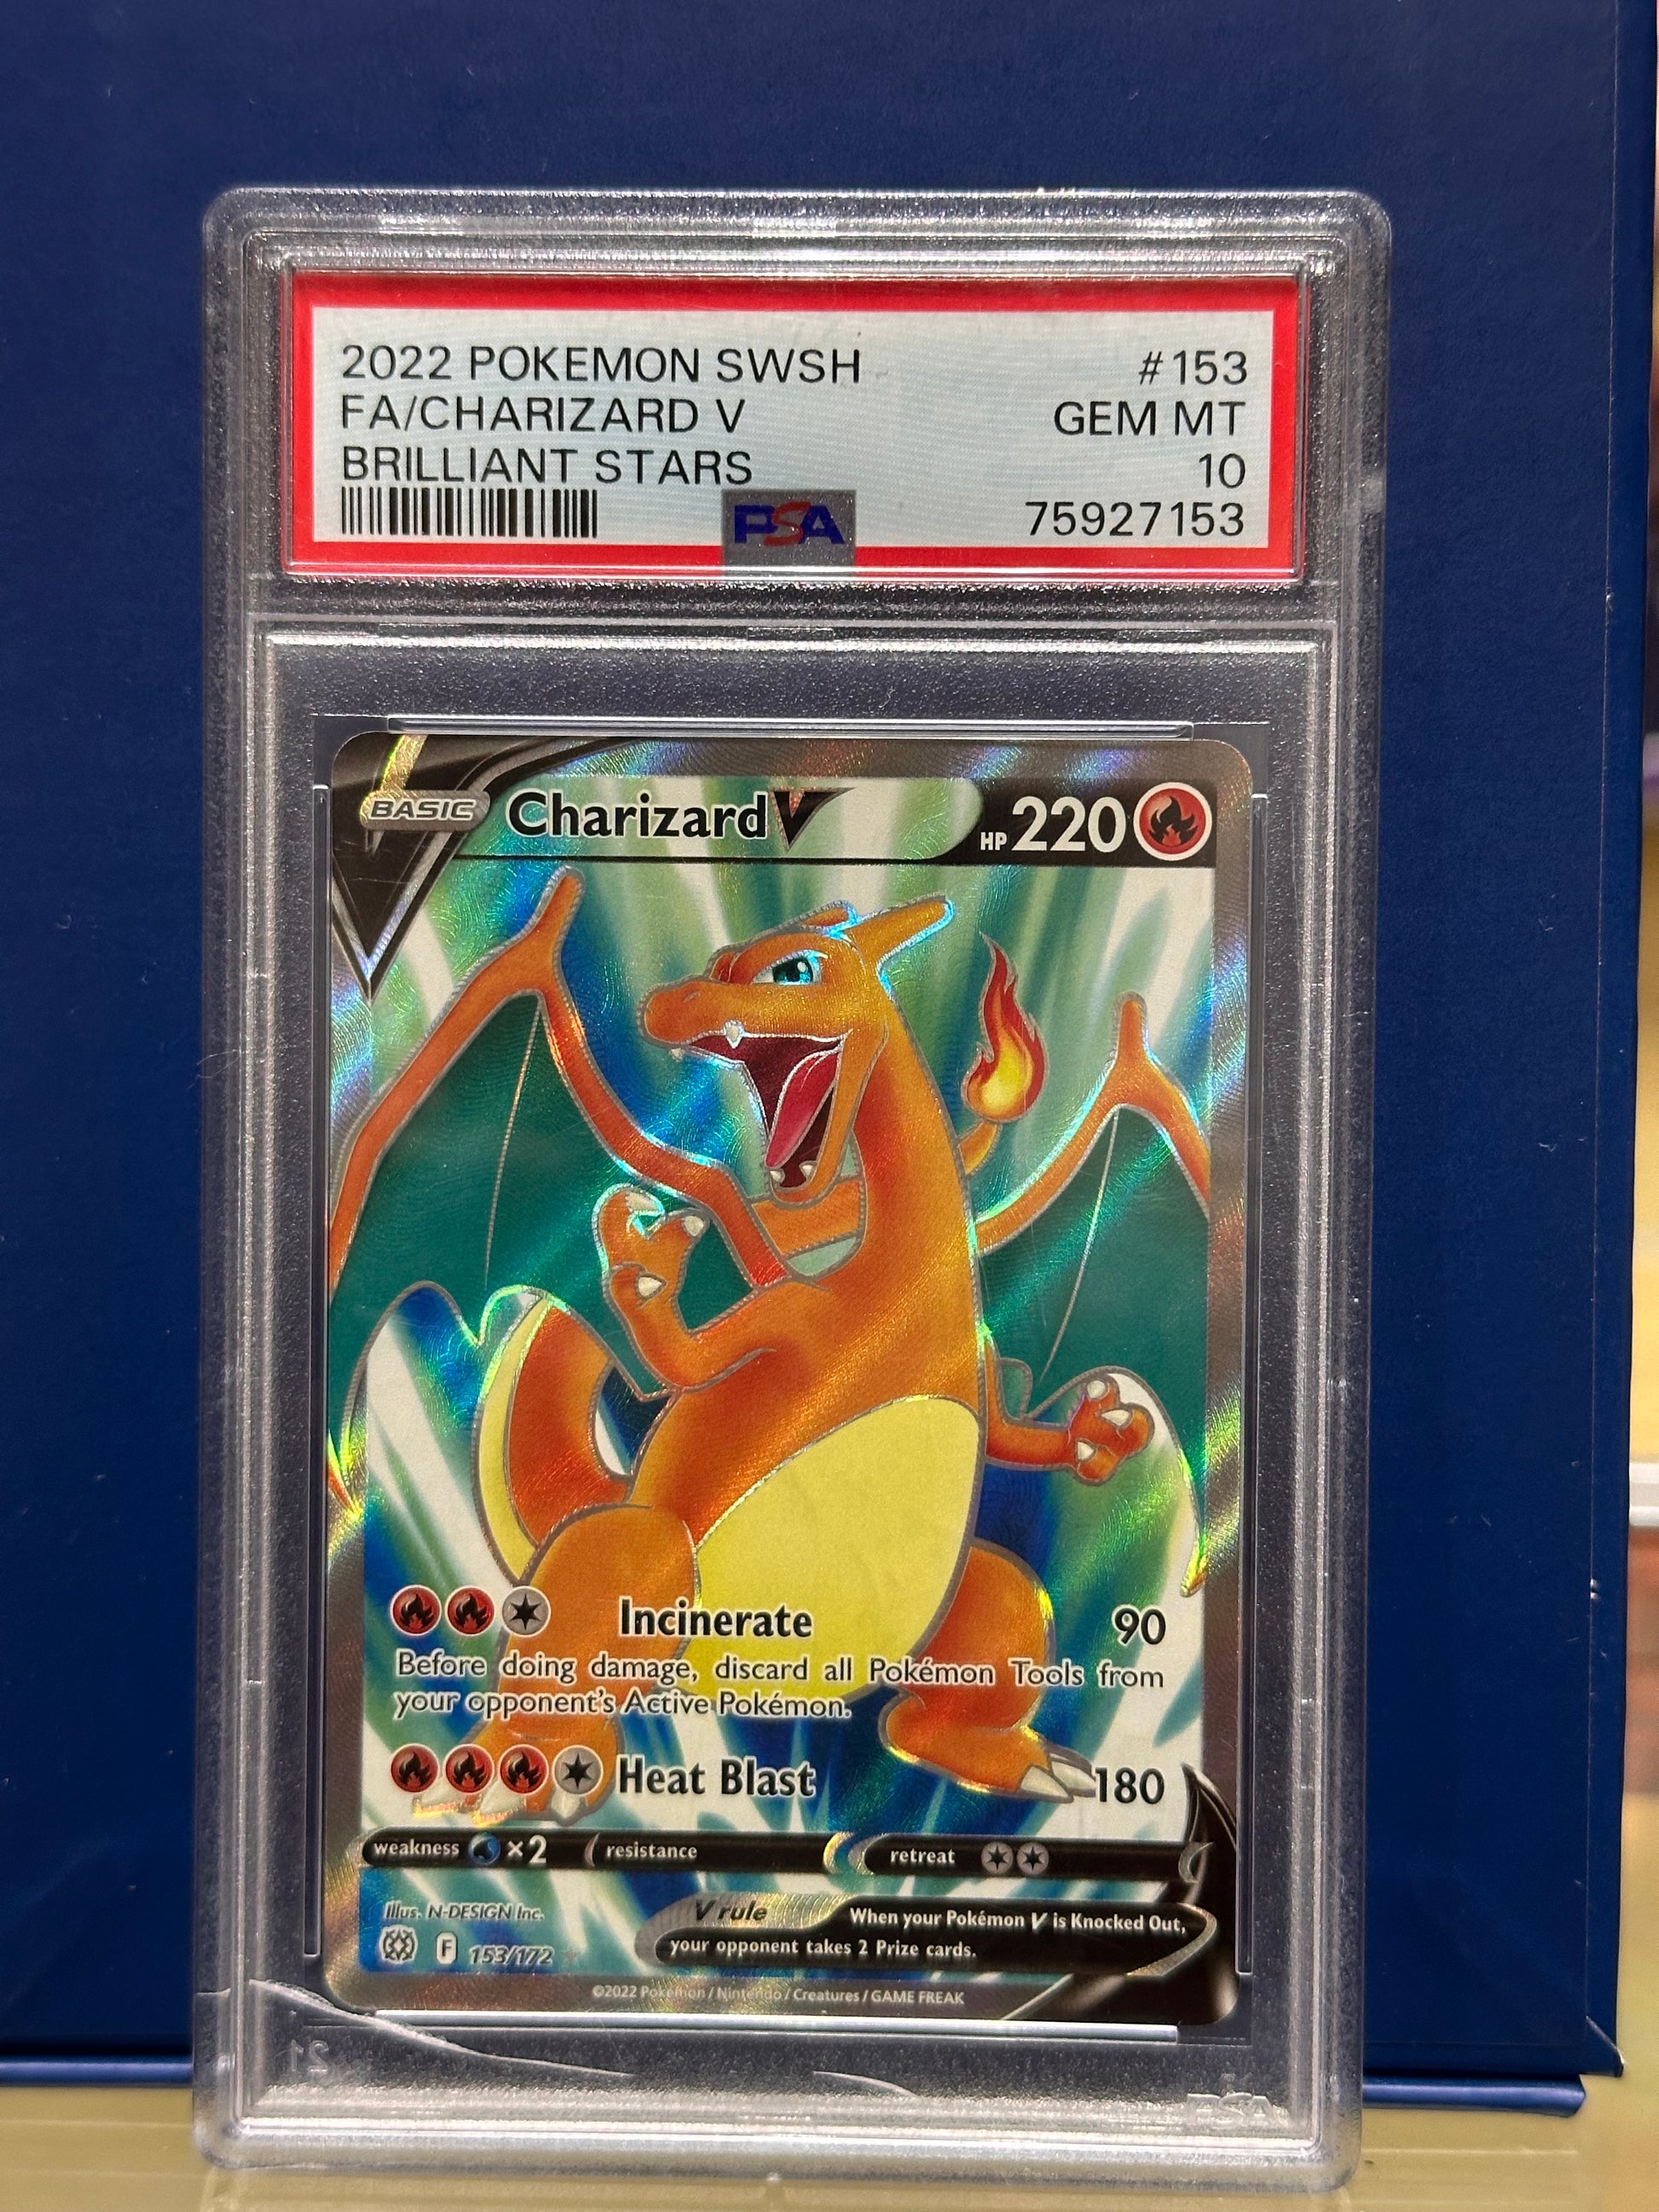 2022 POKEMON SWSH #153
FA/CHARIZARD V GEM MT
BRILLIANT STARS 10
PSA 75927153
BASIC Charizard V HP 220
Incinerate 90
Before doing damage, discard all Pokémon Tools from
your opponent's Active Pokémon.
Heat Blast 180
weakness ×2 resistance retreat
Illus. N-DESIGN Inc.
V rule When your Pokémon V is Knocked Out,
your opponent takes 2 Prize cards.
F 153/172
©2022 Pokémon / Nintendo / Creatures / GAME FREAK
21
PSA